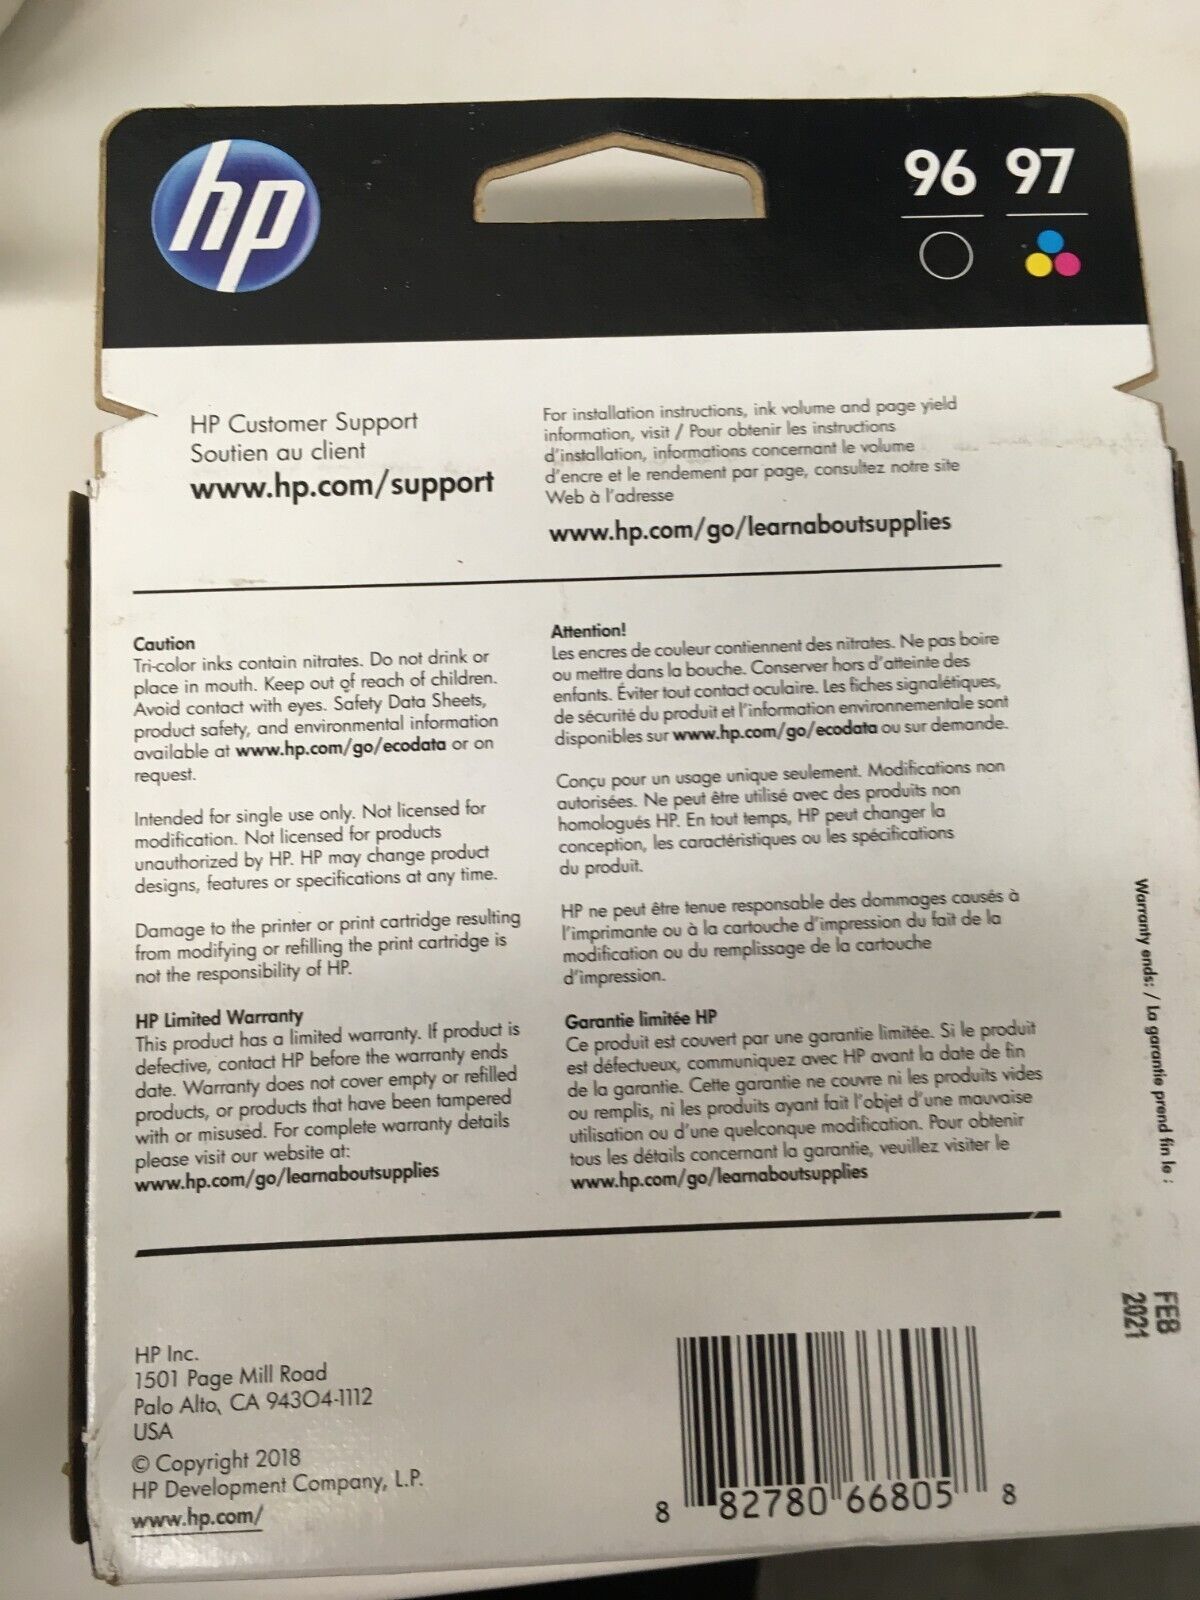 hp
96 97
HP Customer Support
Soutien au client
www.hp.com/support
For installation instructions, ink volume and page yield
information, visit / Pour obtenir les instructions
d'installation, informations concernant le volume
d'encre et le rendement par page, consultez notre site
Web à l'adresse
www.hp.com/go/learnaboutsupplies
Caution
Tri-color inks contain nitrates. Do not drink or
place in mouth. Keep out of reach of children.
Avoid contact with eyes. Safety Data Sheets,
product safety, and environmental information
available at www.hp.com/go/ecodata or on
request.
Intended for single use only. Not licensed for
modification. Not licensed for products
unauthorized by HP. HP may change product
designs, features or specifications at any time.
Damage to the printer or print cartridge resulting
from modifying or refilling the print cartridge is
not the responsibility of HP.
HP Limited Warranty
This product has a limited warranty. If product is
defective, contact HP before the warranty ends
date. Warranty does not cover empty or refilled
products, or products that have been tampered
with or misused. For complete warranty details
please visit our website at:
www.hp.com/go/learnaboutsupplies
Attention!
Les encres de couleur contiennent des nitrates. Ne pas boire
ou mettre dans la bouche. Conserver hors d'atteinte des
enfants. Éviter tout contact oculaire. Les fiches signalétiques,
de sécurité du produit et l'information environnementale sont
disponibles sur www.hp.com/go/ecodata ou sur demande.
Conçu pour un usage unique seulement. Modifications non
autorisées. Ne peut être utilisé avec des produits non
homologués HP. En tout temps, HP peut changer la
conception, les caractéristiques ou les spécifications
du produit.
HP ne peut être tenue responsable des dommages causés à
l'imprimante ou à la cartouche d'impression du fait de la
modification ou du remplissage de la cartouche
d'impression.
Garantie limitée HP
Ce produit est couvert par une garantie limitée. Si le produit
est défectueux, communiquez avec HP avant la date de fin
de la garantie. Cette garantie ne couvre ni les produits vides
ou remplis, ni les produits ayant fait l'objet d'une mauvaise
utilisation ou d'une quelconque modification. Pour obtenir
tous les détails concernant la garantie, veuillez visiter le
www.hp.com/go/learnaboutsupplies
Warranty ends: / La garantie prend fin le :
FEB
2021
HP Inc.
1501 Page Mill Road
Palo Alto, CA 94304-1112
USA
© Copyright 2018
HP Development Company, L.P.
www.hp.com/
8 82780 66805 8